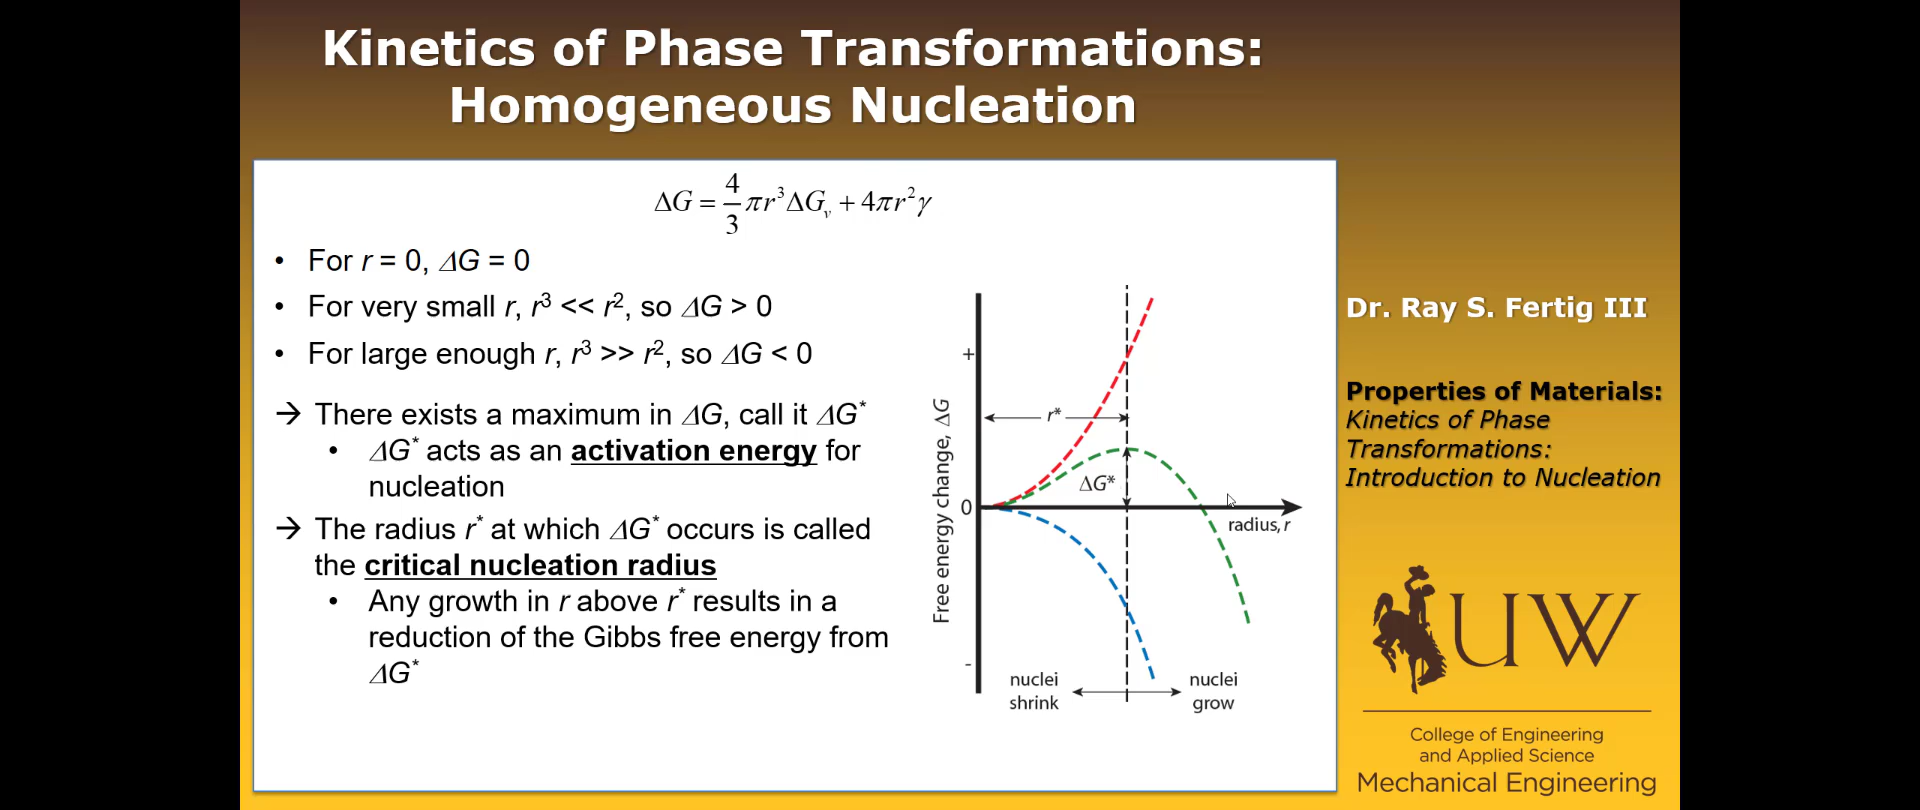 Kinetics of Phase Transformations:
Homogeneous Nucleation
ΔG = 4/3 πr³ΔGᵥ + 4πr²γ
• For r = 0, ΔG = 0
• For very small r, r³ << r², so ΔG > 0
• For large enough r, r³ >> r², so ΔG < 0
→ There exists a maximum in ΔG, call it ΔG*
• ΔG* acts as an activation energy for
nucleation
→ The radius r* at which ΔG* occurs is called
the critical nucleation radius
• Any growth in r above r* results in a
reduction of the Gibbs free energy from
ΔG*
Free energy change, ΔG
+
r*
ΔG*
0
radius, r
-
nuclei
shrink
nuclei
grow
Dr. Ray S. Fertig III
Properties of Materials:
Kinetics of Phase
Transformations:
Introduction to Nucleation
UW
College of Engineering
and Applied Science
Mechanical Engineering